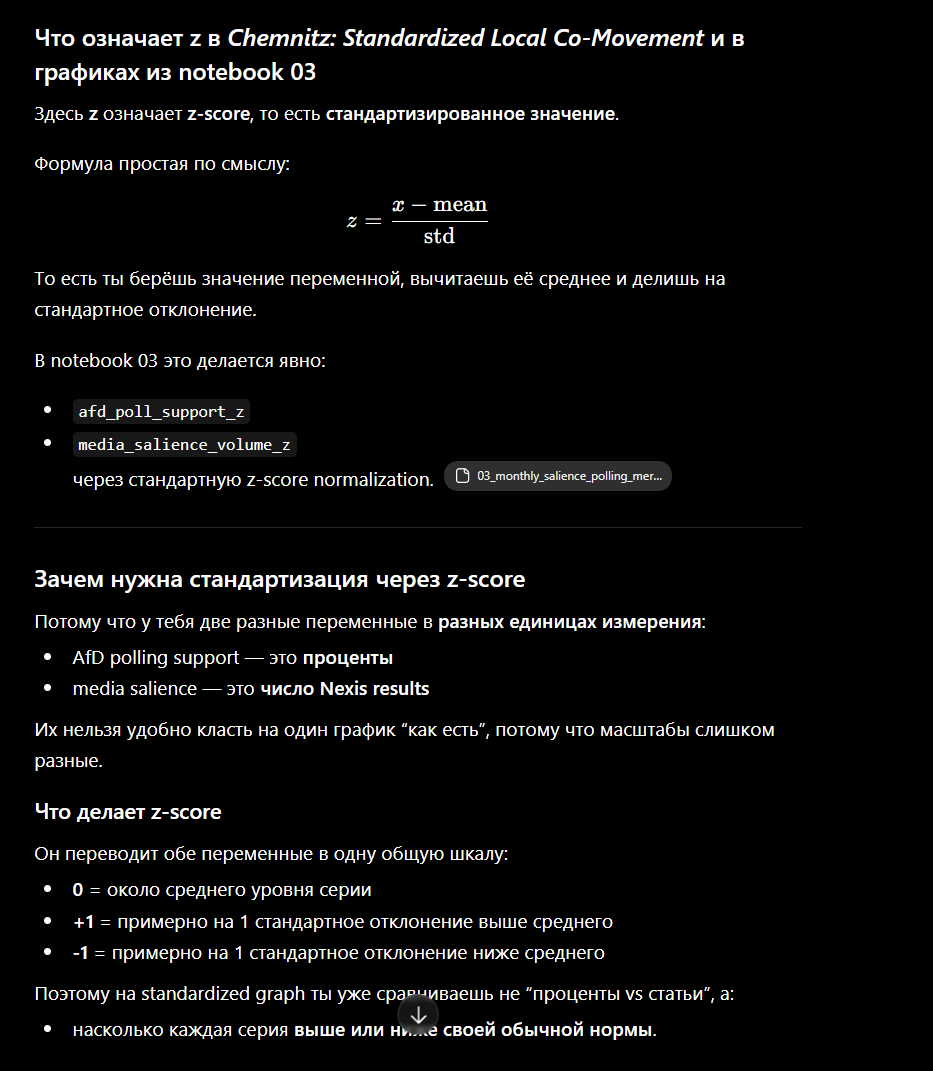 Что означает z в Chemnitz: Standardized Local Co-Movement и в
графиках из notebook 03
Здесь z означает z-score, то есть стандартизированное значение.
Формула простая по смыслу:
z = (x − mean) / std
То есть ты берёшь значение переменной, вычитаешь её среднее и делишь на
стандартное отклонение.
В notebook 03 это делается явно:
• afd_poll_support_z
• media_salience_volume_z
через стандартную z-score normalization. 03_monthly_salience_polling_mer...
Зачем нужна стандартизация через z-score
Потому что у тебя две разные переменные в разных единицах измерения:
• AfD polling support — это проценты
• media salience — это число Nexis results
Их нельзя удобно класть на один график “как есть”, потому что масштабы слишком
разные.
Что делает z-score
Он переводит обе переменные в одну общую шкалу:
• 0 = около среднего уровня серии
• +1 = примерно на 1 стандартное отклонение выше среднего
• -1 = примерно на 1 стандартное отклонение ниже среднего
Поэтому на standardized graph ты уже сравниваешь не “проценты vs статьи”, а:
• насколько каждая серия выше или ниже своей обычной нормы.